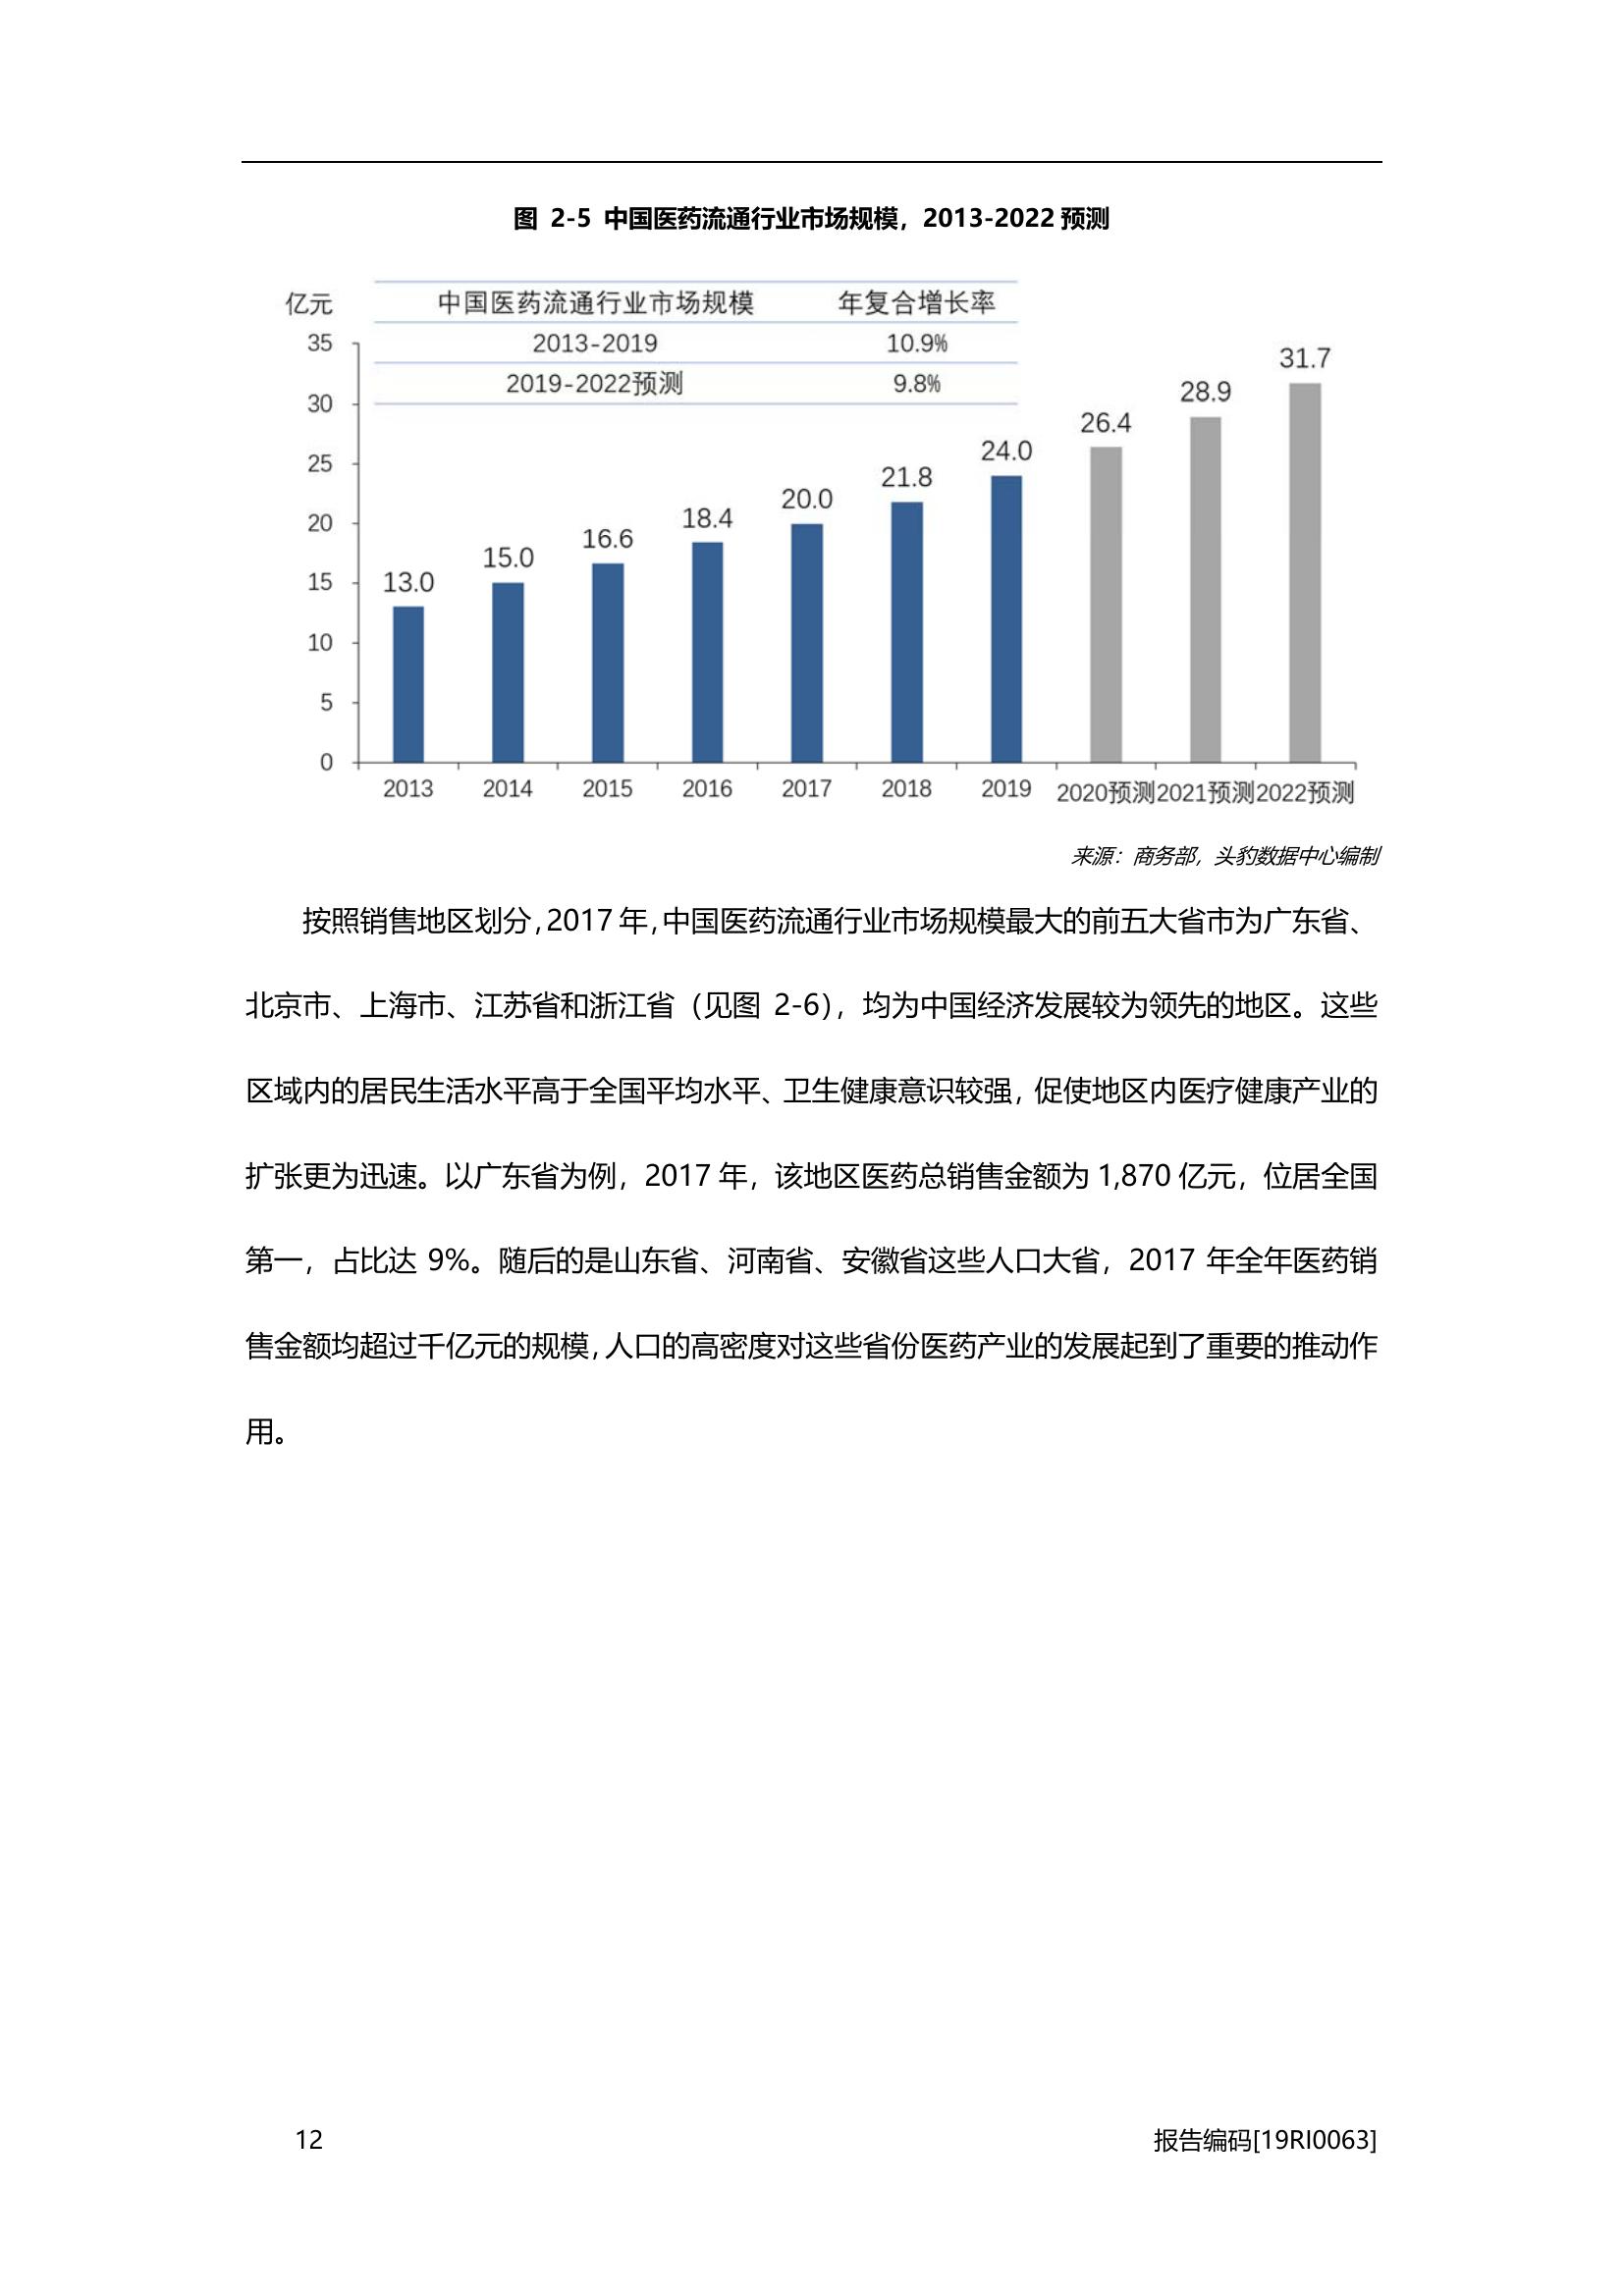 图 2-5 中国医药流通行业市场规模，2013-2022 预测
亿元
中国医药流通行业市场规模 年复合增长率
2013-2019 10.9%
2019-2022预测 9.8%
35
30
25
20
15
10
5
0
13.0
15.0
16.6
18.4
20.0
21.8
24.0
26.4
28.9
31.7
2013 2014 2015 2016 2017 2018 2019 2020预测 2021预测 2022预测
来源：商务部，头豹数据中心编制
按照销售地区划分，2017 年，中国医药流通行业市场规模最大的前五大省市为广东省、
北京市、上海市、江苏省和浙江省（见图 2-6），均为中国经济发展较为领先的地区。这些
区域内的居民生活水平高于全国平均水平、卫生健康意识较强，促使地区内医疗健康产业的
扩张更为迅速。以广东省为例，2017 年，该地区医药总销售金额为 1,870 亿元，位居全国
第一，占比达 9%。随后的是山东省、河南省、安徽省这些人口大省，2017 年全年医药销
售金额均超过千亿元的规模，人口的高密度对这些省份医药产业的发展起到了重要的推动作
用。
12 报告编码[19RI0063]